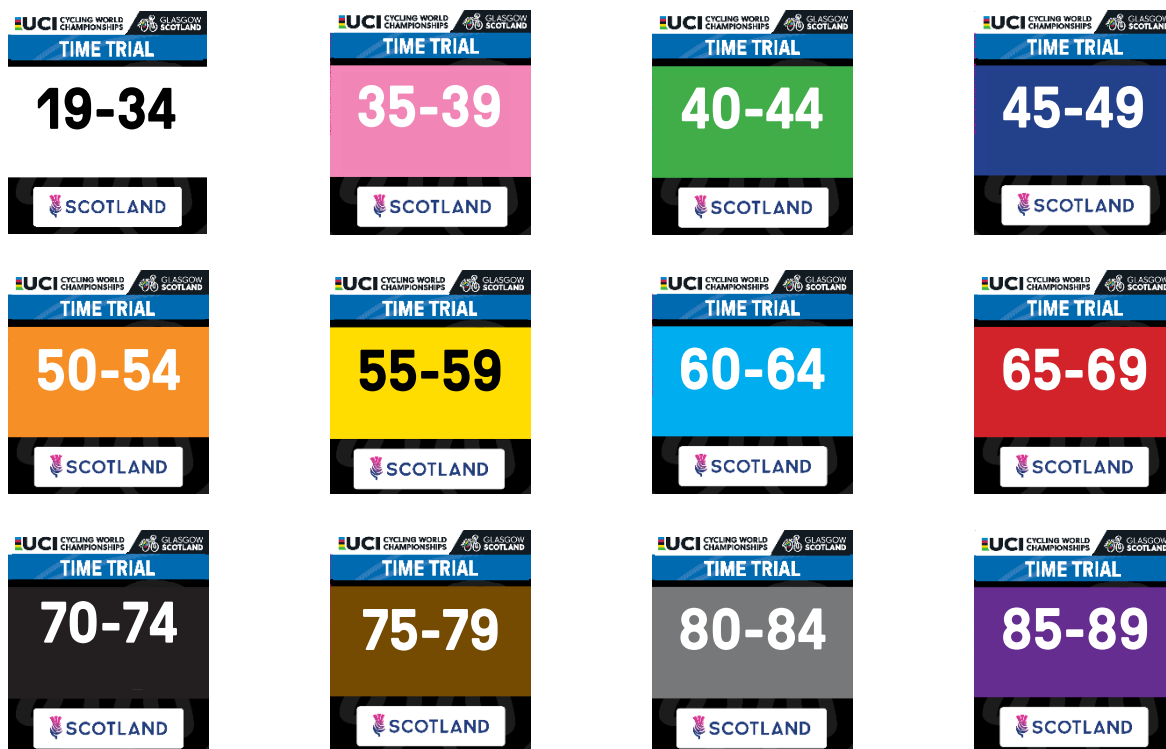 UCI CYCLING WORLD CHAMPIONSHIPS GLASGOW SCOTLAND
TIME TRIAL
19-34
SCOTLAND
UCI CYCLING WORLD CHAMPIONSHIPS GLASGOW SCOTLAND
TIME TRIAL
35-39
SCOTLAND
UCI CYCLING WORLD CHAMPIONSHIPS GLASGOW SCOTLAND
TIME TRIAL
40-44
SCOTLAND
UCI CYCLING WORLD CHAMPIONSHIPS GLASGOW SCOTLAND
TIME TRIAL
45-49
SCOTLAND
UCI CYCLING WORLD CHAMPIONSHIPS GLASGOW SCOTLAND
TIME TRIAL
50-54
SCOTLAND
UCI CYCLING WORLD CHAMPIONSHIPS GLASGOW SCOTLAND
TIME TRIAL
55-59
SCOTLAND
UCI CYCLING WORLD CHAMPIONSHIPS GLASGOW SCOTLAND
TIME TRIAL
60-64
SCOTLAND
UCI CYCLING WORLD CHAMPIONSHIPS GLASGOW SCOTLAND
TIME TRIAL
65-69
SCOTLAND
UCI CYCLING WORLD CHAMPIONSHIPS GLASGOW SCOTLAND
TIME TRIAL
70-74
SCOTLAND
UCI CYCLING WORLD CHAMPIONSHIPS GLASGOW SCOTLAND
TIME TRIAL
75-79
SCOTLAND
UCI CYCLING WORLD CHAMPIONSHIPS GLASGOW SCOTLAND
TIME TRIAL
80-84
SCOTLAND
UCI CYCLING WORLD CHAMPIONSHIPS GLASGOW SCOTLAND
TIME TRIAL
85-89
SCOTLAND